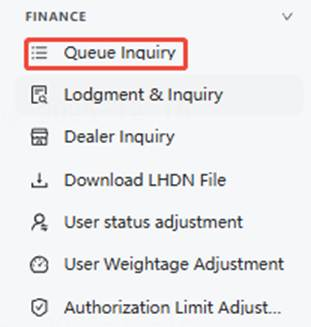 FINANCE
Queue Inquiry
Lodgment & Inquiry
Dealer Inquiry
Download LHDN File
User status adjustment
User Weightage Adjustment
Authorization Limit Adjust...